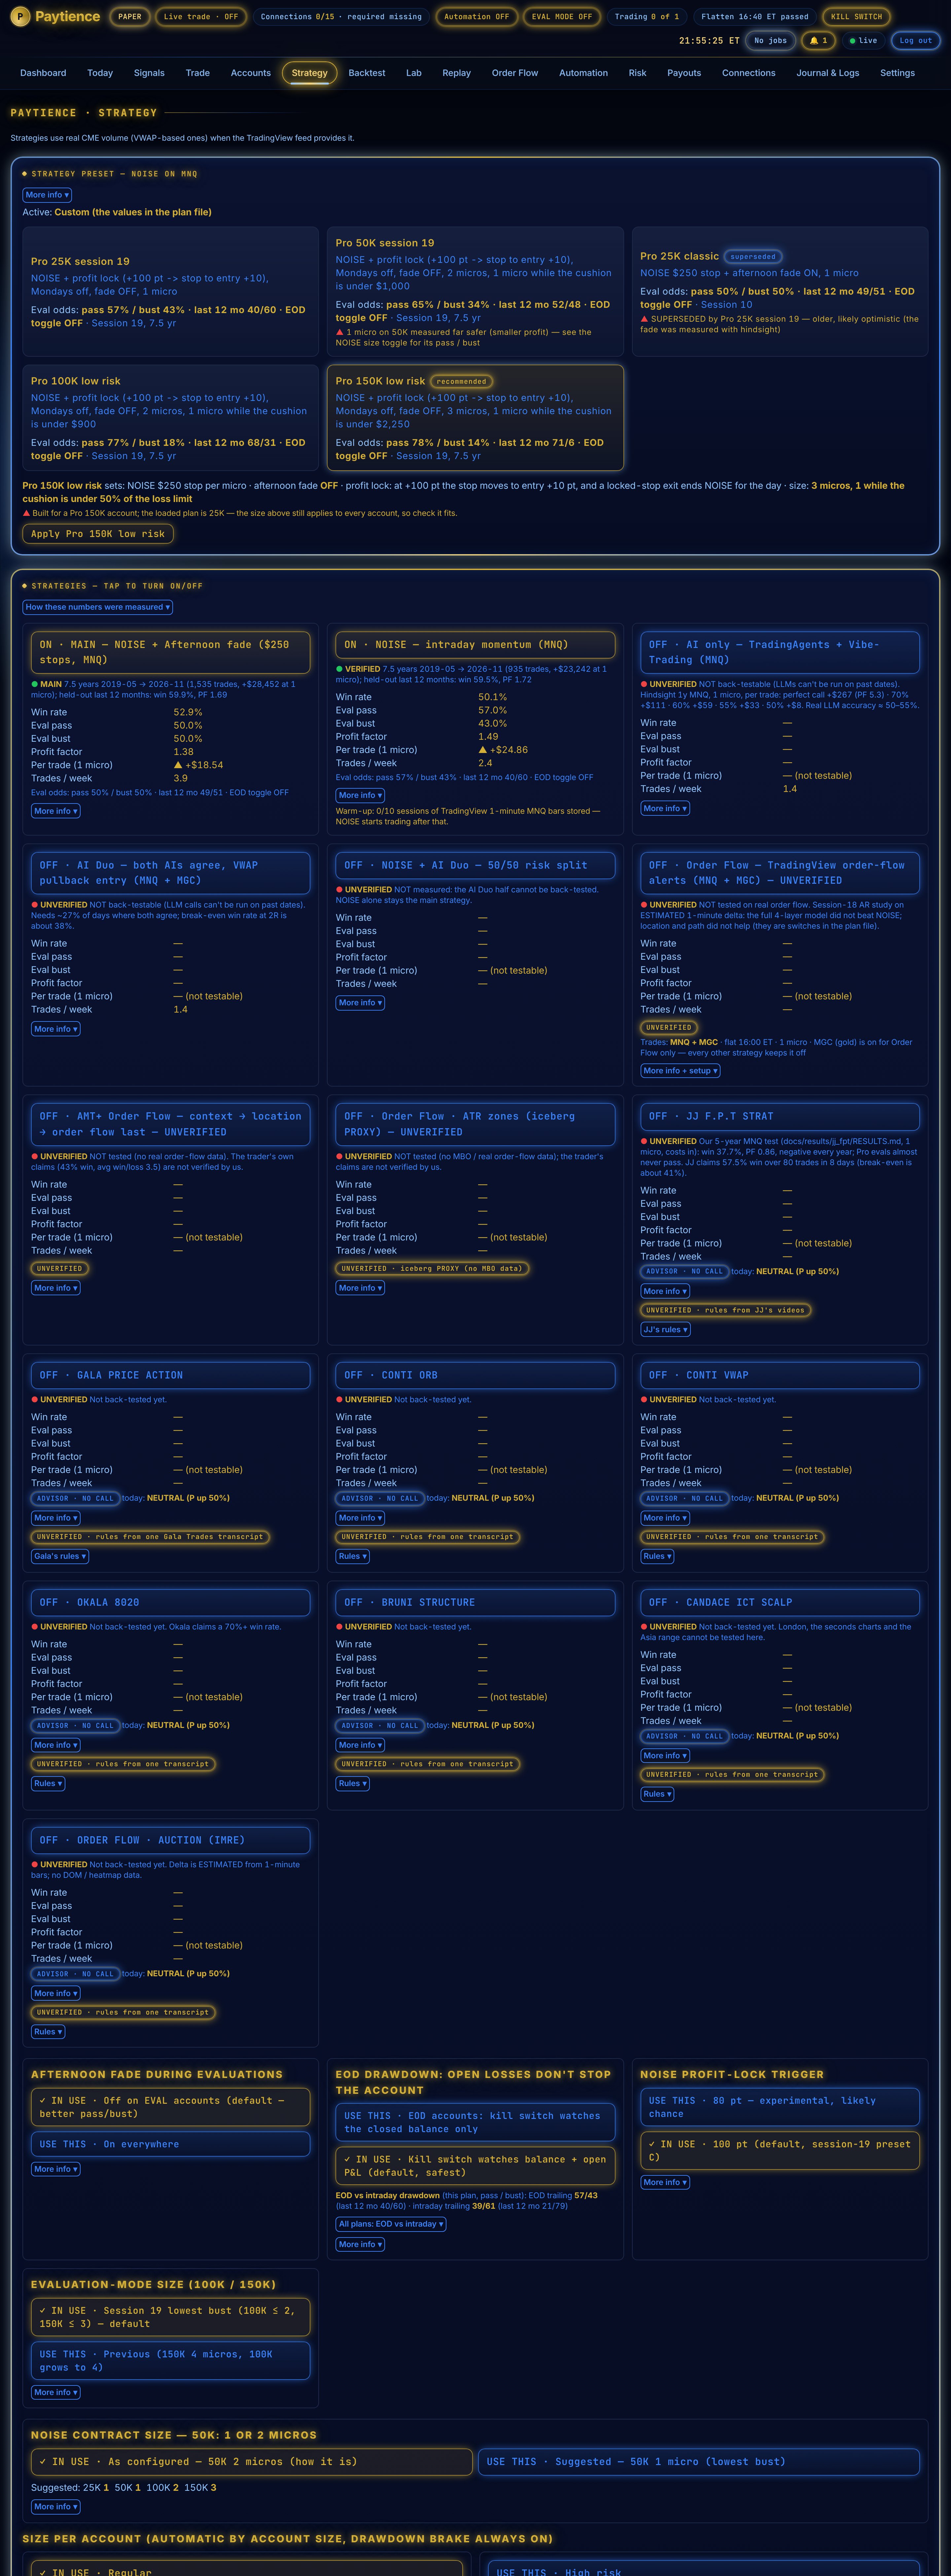 P Paytience PAPER Live trade · OFF Connections 0/15 · required missing Automation OFF EVAL MODE OFF Trading 0 of 1 Flatten 16:40 ET passed KILL SWITCH
21:55:25 ET No jobs 🔔 1 live Log out
Dashboard Today Signals Trade Accounts Strategy Backtest Lab Replay Order Flow Automation Risk Payouts Connections Journal & Logs Settings
PAYTIENCE · STRATEGY
Strategies use real CME volume (VWAP-based ones) when the TradingView feed provides it.
STRATEGY PRESET — NOISE ON MNQ
More info ▾
Active: Custom (the values in the plan file)
Pro 25K session 19
NOISE + profit lock (+100 pt -> stop to entry +10),
Mondays off, fade OFF, 1 micro
Eval odds: pass 57% / bust 43% · last 12 mo 40/60 · EOD
toggle OFF · Session 19, 7.5 yr
Pro 50K session 19
NOISE + profit lock (+100 pt -> stop to entry +10),
Mondays off, fade OFF, 2 micros, 1 micro while the cushion
is under $1,000
Eval odds: pass 65% / bust 34% · last 12 mo 52/48 · EOD
toggle OFF · Session 19, 7.5 yr
▲ 1 micro on 50K measured far safer (smaller profit) — see the
NOISE size toggle for its pass / bust
Pro 25K classic superseded
NOISE $250 stop + afternoon fade ON, 1 micro
Eval odds: pass 50% / bust 50% · last 12 mo 49/51 · EOD
toggle OFF · Session 10
▲ SUPERSEDED by Pro 25K session 19 — older, likely optimistic (the
fade was measured with hindsight)
Pro 100K low risk
NOISE + profit lock (+100 pt -> stop to entry +10),
Mondays off, fade OFF, 2 micros, 1 micro while the cushion
is under $900
Eval odds: pass 77% / bust 18% · last 12 mo 68/31 · EOD
toggle OFF · Session 19, 7.5 yr
Pro 150K low risk recommended
NOISE + profit lock (+100 pt -> stop to entry +10),
Mondays off, fade OFF, 3 micros, 1 micro while the cushion
is under $2,250
Eval odds: pass 78% / bust 14% · last 12 mo 71/6 · EOD
toggle OFF · Session 19, 7.5 yr
Pro 150K low risk sets: NOISE $250 stop per micro · afternoon fade OFF · profit lock: at +100 pt the stop moves to entry +10 pt, and a locked-stop exit ends NOISE for the day · size: 3 micros, 1 while the
cushion is under 50% of the loss limit
▲ Built for a Pro 150K account; the loaded plan is 25K — the size above still applies to every account, so check it fits.
Apply Pro 150K low risk
STRATEGIES — TAP TO TURN ON/OFF
How these numbers were measured ▾
ON · MAIN — NOISE + Afternoon fade ($250
stops, MNQ)
MAIN 7.5 years 2019-05 → 2026-11 (1,535 trades, +$28,452 at 1
micro); held-out last 12 months: win 59.9%, PF 1.69
Win rate 52.9%
Eval pass 50.0%
Eval bust 50.0%
Profit factor 1.38
Per trade (1 micro) ▲ +$18.54
Trades / week 3.9
Eval odds: pass 50% / bust 50% · last 12 mo 49/51 · EOD toggle OFF
More info ▾
ON · NOISE — intraday momentum (MNQ)
VERIFIED 7.5 years 2019-05 → 2026-11 (935 trades, +$23,242 at 1
micro); held-out last 12 months: win 59.5%, PF 1.72
Win rate 50.1%
Eval pass 57.0%
Eval bust 43.0%
Profit factor 1.49
Per trade (1 micro) ▲ +$24.86
Trades / week 2.4
Eval odds: pass 57% / bust 43% · last 12 mo 40/60 · EOD toggle OFF
More info ▾
Warm-up: 0/10 sessions of TradingView 1-minute MNQ bars stored —
NOISE starts trading after that.
OFF · AI only — TradingAgents + Vibe-
Trading (MNQ)
UNVERIFIED NOT back-testable (LLMs can't be run on past dates).
Hindsight 1y MNQ, 1 micro, per trade: perfect call +$267 (PF 5.3) · 70%
+$111 · 60% +$59 · 55% +$33 · 50% +$8. Real LLM accuracy ≈ 50–55%.
Win rate —
Eval pass —
Eval bust —
Profit factor —
Per trade (1 micro) — (not testable)
Trades / week 1.4
More info ▾
OFF · AI Duo — both AIs agree, VWAP
pullback entry (MNQ + MGC)
UNVERIFIED NOT back-testable (LLM calls can't be run on past dates).
Needs ~27% of days where both agree; break-even win rate at 2R is
about 38%.
Win rate —
Eval pass —
Eval bust —
Profit factor —
Per trade (1 micro) — (not testable)
Trades / week 1.4
More info ▾
OFF · NOISE + AI Duo — 50/50 risk split
UNVERIFIED NOT measured: the AI Duo half cannot be back-tested.
NOISE alone stays the main strategy.
Win rate —
Eval pass —
Eval bust —
Profit factor —
Per trade (1 micro) — (not testable)
Trades / week —
More info ▾
OFF · Order Flow — TradingView order-flow
alerts (MNQ + MGC) — UNVERIFIED
UNVERIFIED NOT tested on real order flow. Session-18 AR study on
ESTIMATED 1-minute delta: the full 4-layer model did not beat NOISE;
location and path did not help (they are switches in the plan file).
Win rate —
Eval pass —
Eval bust —
Profit factor —
Per trade (1 micro) — (not testable)
Trades / week —
UNVERIFIED
Trades: MNQ + MGC · flat 16:00 ET · 1 micro · MGC (gold) is on for Order
Flow only — every other strategy keeps it off
More info + setup ▾
OFF · AMT+ Order Flow — context → location
→ order flow last — UNVERIFIED
UNVERIFIED NOT tested (no real order-flow data). The trader's own
claims (43% win, avg win/loss 3.5) are not verified by us.
Win rate —
Eval pass —
Eval bust —
Profit factor —
Per trade (1 micro) — (not testable)
Trades / week —
UNVERIFIED
More info ▾
OFF · Order Flow · ATR zones (iceberg
PROXY) — UNVERIFIED
UNVERIFIED NOT tested (no MBO / real order-flow data); the trader's
claims are not verified by us.
Win rate —
Eval pass —
Eval bust —
Profit factor —
Per trade (1 micro) — (not testable)
Trades / week —
UNVERIFIED · iceberg PROXY (no MBO data)
More info ▾
OFF · JJ F.P.T STRAT
UNVERIFIED Our 5-year MNQ test (docs/results/jj_fpt/RESULTS.md, 1
micro, costs in): win 37.7%, PF 0.86, negative every year; Pro evals almost
never pass. JJ claims 57.5% win over 80 trades in 8 days (break-even is
about 41%).
Win rate —
Eval pass —
Eval bust —
Profit factor —
Per trade (1 micro) — (not testable)
Trades / week —
ADVISOR · NO CALL today: NEUTRAL (P up 50%)
More info ▾
UNVERIFIED · rules from JJ's videos
JJ's rules ▾
OFF · GALA PRICE ACTION
UNVERIFIED Not back-tested yet.
Win rate —
Eval pass —
Eval bust —
Profit factor —
Per trade (1 micro) — (not testable)
Trades / week —
ADVISOR · NO CALL today: NEUTRAL (P up 50%)
More info ▾
UNVERIFIED · rules from one Gala Trades transcript
Gala's rules ▾
OFF · CONTI ORB
UNVERIFIED Not back-tested yet.
Win rate —
Eval pass —
Eval bust —
Profit factor —
Per trade (1 micro) — (not testable)
Trades / week —
ADVISOR · NO CALL today: NEUTRAL (P up 50%)
More info ▾
UNVERIFIED · rules from one transcript
Rules ▾
OFF · CONTI VWAP
UNVERIFIED Not back-tested yet.
Win rate —
Eval pass —
Eval bust —
Profit factor —
Per trade (1 micro) — (not testable)
Trades / week —
ADVISOR · NO CALL today: NEUTRAL (P up 50%)
More info ▾
UNVERIFIED · rules from one transcript
Rules ▾
OFF · OKALA 8020
UNVERIFIED Not back-tested yet. Okala claims a 70%+ win rate.
Win rate —
Eval pass —
Eval bust —
Profit factor —
Per trade (1 micro) — (not testable)
Trades / week —
ADVISOR · NO CALL today: NEUTRAL (P up 50%)
More info ▾
UNVERIFIED · rules from one transcript
Rules ▾
OFF · BRUNI STRUCTURE
UNVERIFIED Not back-tested yet.
Win rate —
Eval pass —
Eval bust —
Profit factor —
Per trade (1 micro) — (not testable)
Trades / week —
ADVISOR · NO CALL today: NEUTRAL (P up 50%)
More info ▾
UNVERIFIED · rules from one transcript
Rules ▾
OFF · CANDACE ICT SCALP
UNVERIFIED Not back-tested yet. London, the seconds charts and the
Asia range cannot be tested here.
Win rate —
Eval pass —
Eval bust —
Profit factor —
Per trade (1 micro) — (not testable)
Trades / week —
ADVISOR · NO CALL today: NEUTRAL (P up 50%)
More info ▾
UNVERIFIED · rules from one transcript
Rules ▾
OFF · ORDER FLOW · AUCTION (IMRE)
UNVERIFIED Not back-tested yet. Delta is ESTIMATED from 1-minute
bars; no DOM / heatmap data.
Win rate —
Eval pass —
Eval bust —
Profit factor —
Per trade (1 micro) — (not testable)
Trades / week —
ADVISOR · NO CALL today: NEUTRAL (P up 50%)
More info ▾
UNVERIFIED · rules from one transcript
Rules ▾
AFTERNOON FADE DURING EVALUATIONS
✓ IN USE · Off on EVAL accounts (default —
better pass/bust)
USE THIS · On everywhere
More info ▾
EOD DRAWDOWN: OPEN LOSSES DON'T STOP
THE ACCOUNT
USE THIS · EOD accounts: kill switch watches
the closed balance only
✓ IN USE · Kill switch watches balance + open
P&L (default, safest)
EOD vs intraday drawdown (this plan, pass / bust): EOD trailing 57/43
(last 12 mo 40/60) · intraday trailing 39/61 (last 12 mo 21/79)
All plans: EOD vs intraday ▾
More info ▾
NOISE PROFIT-LOCK TRIGGER
USE THIS · 80 pt — experimental, likely
chance
✓ IN USE · 100 pt (default, session-19 preset
C)
More info ▾
EVALUATION-MODE SIZE (100K / 150K)
✓ IN USE · Session 19 lowest bust (100K ≤ 2,
150K ≤ 3) — default
USE THIS · Previous (150K 4 micros, 100K
grows to 4)
More info ▾
NOISE CONTRACT SIZE — 50K: 1 OR 2 MICROS
✓ IN USE · As configured — 50K 2 micros (how it is)
USE THIS · Suggested — 50K 1 micro (lowest bust)
Suggested: 25K 1 50K 1 100K 2 150K 3
More info ▾
SIZE PER ACCOUNT (AUTOMATIC BY ACCOUNT SIZE, DRAWDOWN BRAKE ALWAYS ON)
✓ IN USE · Regular
USE THIS · High risk